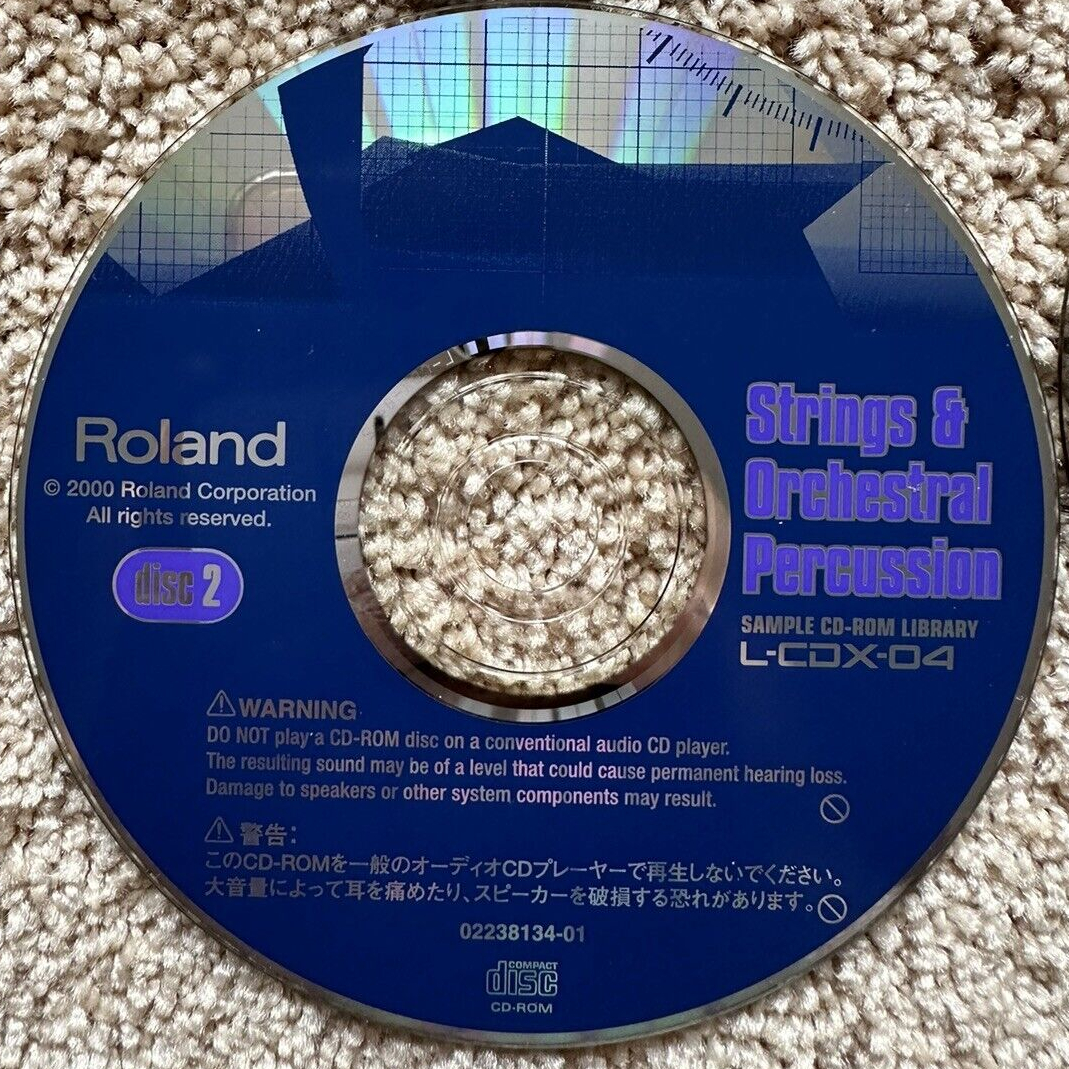 Roland
© 2000 Roland Corporation
All rights reserved.
disc 2
Strings &
Orchestral
Percussion
SAMPLE CD-ROM LIBRARY
L-CDX-04
⚠WARNING
DO NOT play a CD-ROM disc on a conventional audio CD player.
The resulting sound may be of a level that could cause permanent hearing loss.
Damage to speakers or other system components may result.
⚠ 警告:
このCD-ROMを一般のオーディオCDプレーヤーで再生しないでください。
大音量によって耳を痛めたり、スピーカーを破損する恐れがあります。
02238134-01
COMPACT
disc
CD-ROM